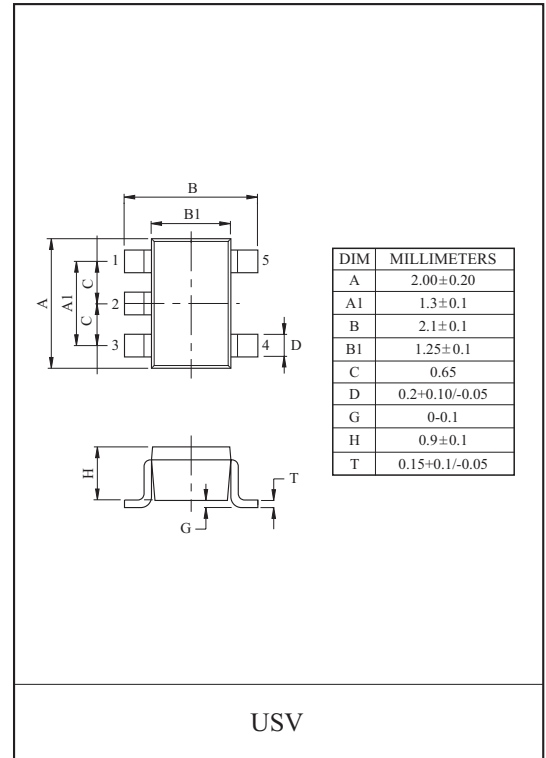 B
B1
1
5
A
A1
C
2
C
3
4
D
DIM MILLIMETERS
A 2.00±0.20
A1 1.3±0.1
B 2.1±0.1
B1 1.25±0.1
C 0.65
D 0.2+0.10/-0.05
G 0-0.1
H 0.9±0.1
T 0.15+0.1/-0.05
H
T
G
USV